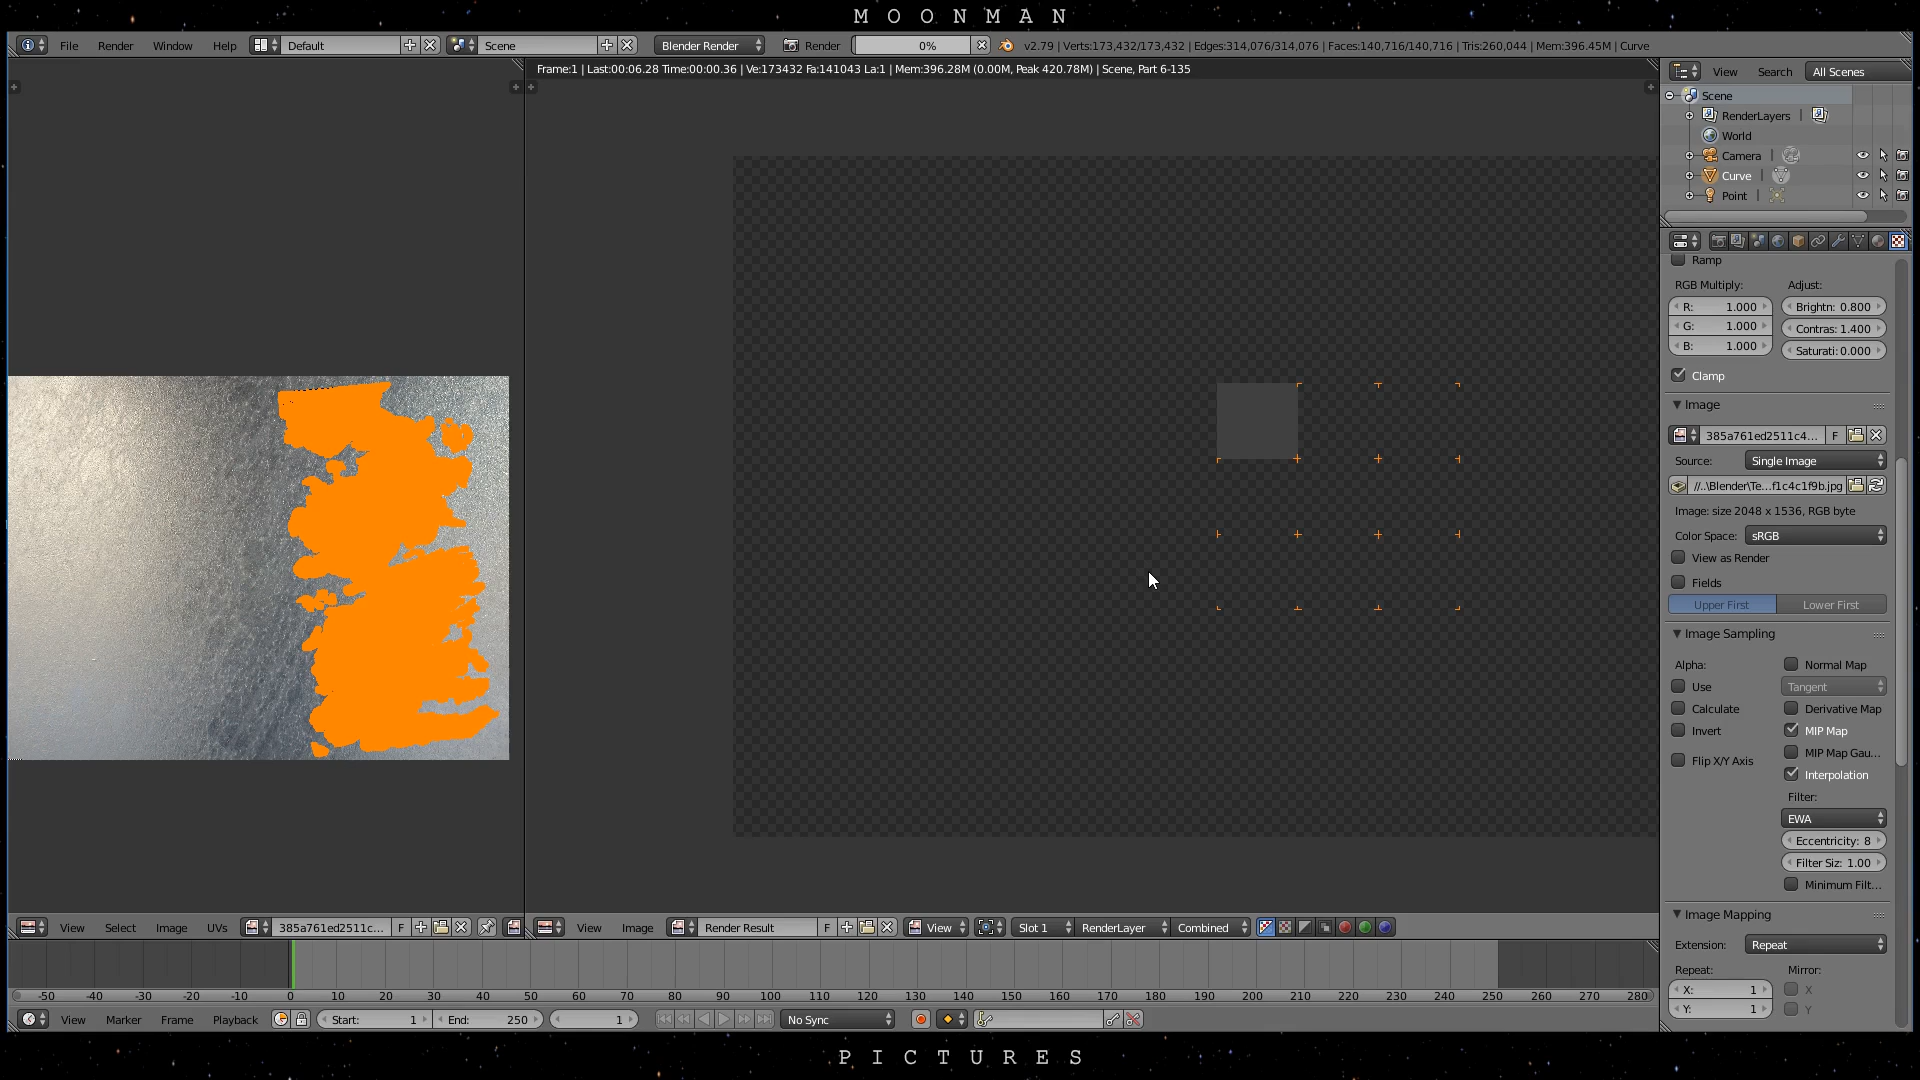 MOONMAN
File Render Window Help Default Scene Blender Render Render 0% v2.79 | Verts:173,432/173,432 | Edges:314,076/314,076 | Faces:140,716/140,716 | Tris:260,044 | Mem:396.45M | Curve
Frame:1 | Last:00:06.28 Time:00:00.36 | Ve:173432 Fa:141043 La:1 | Mem:396.28M (0.00M, Peak 420.78M) | Scene, Part 6-135
View Search All Scenes
Scene
RenderLayers |
World
Camera |
Curve |
Point |
Ramp
RGB Multiply: Adjust:
R: 1.000 Brightn: 0.800
G: 1.000 Contras: 1.400
B: 1.000 Saturati: 0.000
Clamp
Image
385a761ed2511c4... F
Source: Single Image
//..\Blender\Te...f1c4c1f9b.jpg
Image: size 2048 x 1536, RGB byte
Color Space: sRGB
View as Render
Fields
Upper First Lower First
Image Sampling
Alpha: Normal Map
Use Tangent
Calculate Derivative Map
Invert MIP Map
MIP Map Gau...
Flip X/Y Axis Interpolation
Filter:
EWA
Eccentricity: 8
Filter Siz: 1.00
Minimum Filt...
Image Mapping
Extension: Repeat
Repeat: Mirror:
X: 1 X
Y: 1 Y
View Select Image UVs 385a761ed2511c... F View Image Render Result F View Slot 1 RenderLayer Combined
-50 -40 -30 -20 -10 0 10 20 30 40 50 60 70 80 90 100 110 120 130 140 150 160 170 180 190 200 210 220 230 240 250 260 270 280
View Marker Frame Playback Start: 1 End: 250 1 No Sync
PICTURES